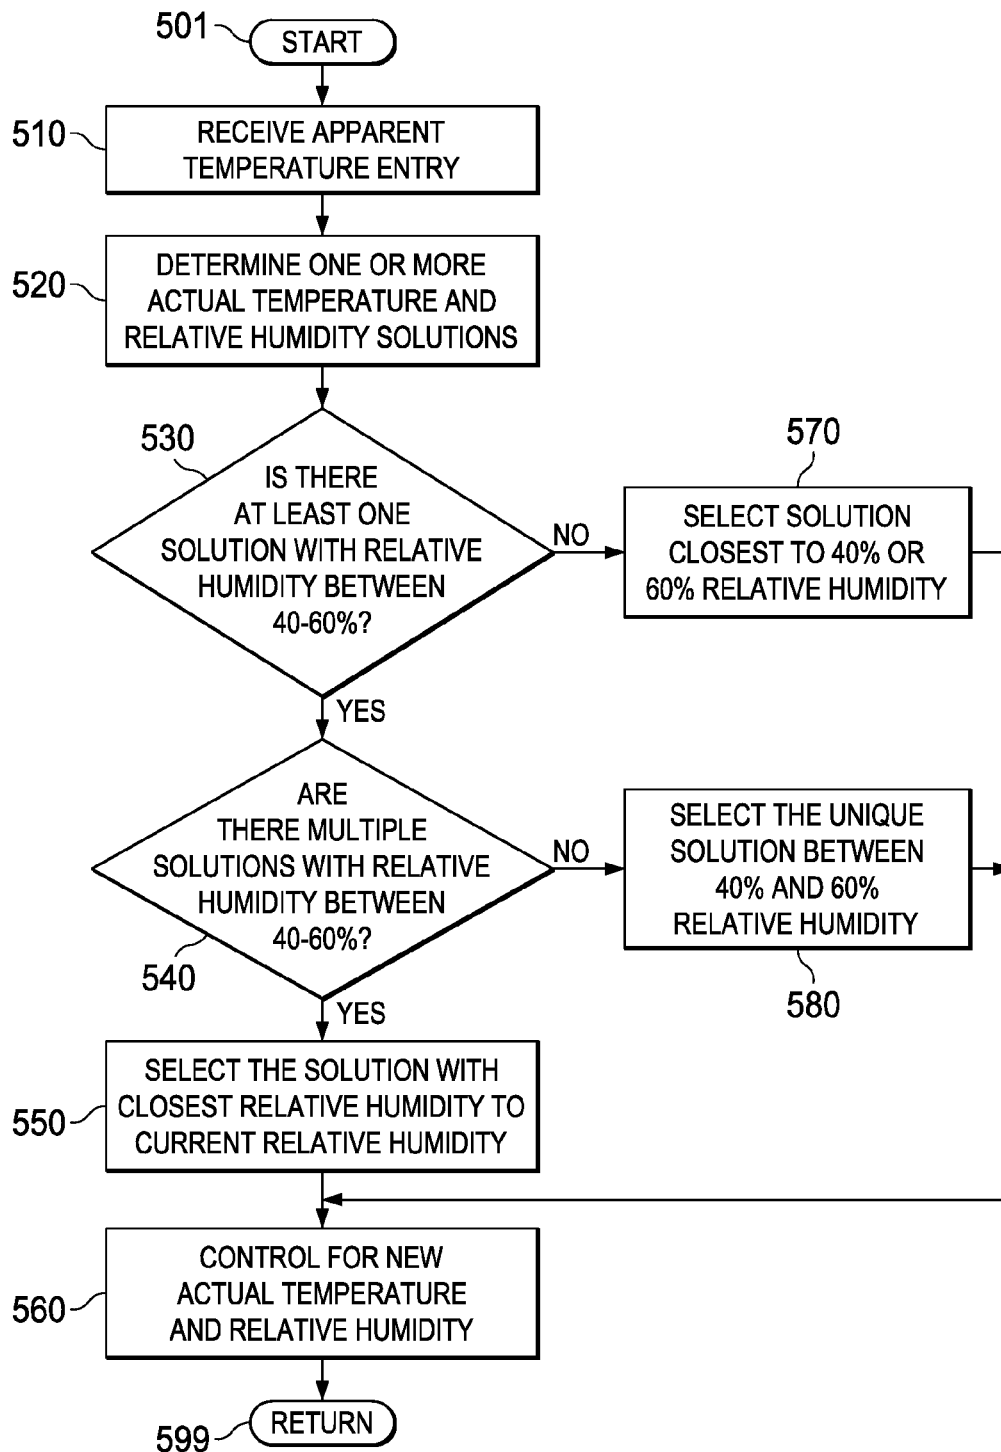 501
START
510
RECEIVE APPARENT
TEMPERATURE ENTRY
520
DETERMINE ONE OR MORE
ACTUAL TEMPERATURE AND
RELATIVE HUMIDITY SOLUTIONS
530
IS THERE
AT LEAST ONE
SOLUTION WITH RELATIVE
HUMIDITY BETWEEN
40-60%?
NO
570
SELECT SOLUTION
CLOSEST TO 40% OR
60% RELATIVE HUMIDITY
YES
ARE
THERE MULTIPLE
SOLUTIONS WITH RELATIVE
HUMIDITY BETWEEN
40-60%?
540
NO
SELECT THE UNIQUE
SOLUTION BETWEEN
40% AND 60%
RELATIVE HUMIDITY
580
YES
550
SELECT THE SOLUTION WITH
CLOSEST RELATIVE HUMIDITY TO
CURRENT RELATIVE HUMIDITY
560
CONTROL FOR NEW
ACTUAL TEMPERATURE
AND RELATIVE HUMIDITY
599
RETURN